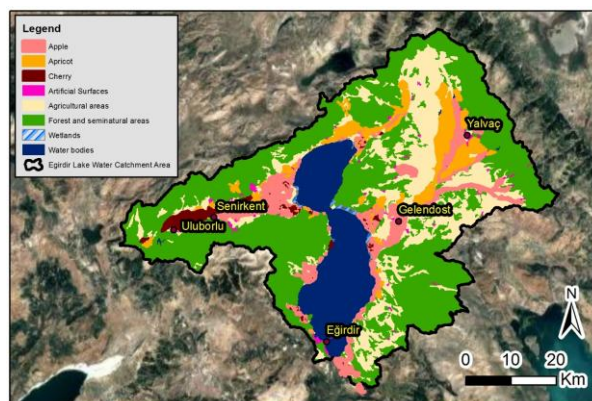 Legend
Apple
Apricot
Cherry
Artificial Surfaces
Agricultural areas
Forest and seminatural areas
Wetlands
Water bodies
Egirdir Lake Water Catchment Area
Yalvaç
Senirkent
Gelendost
Uluborlu
Eğirdir
N
0 10 20
Km